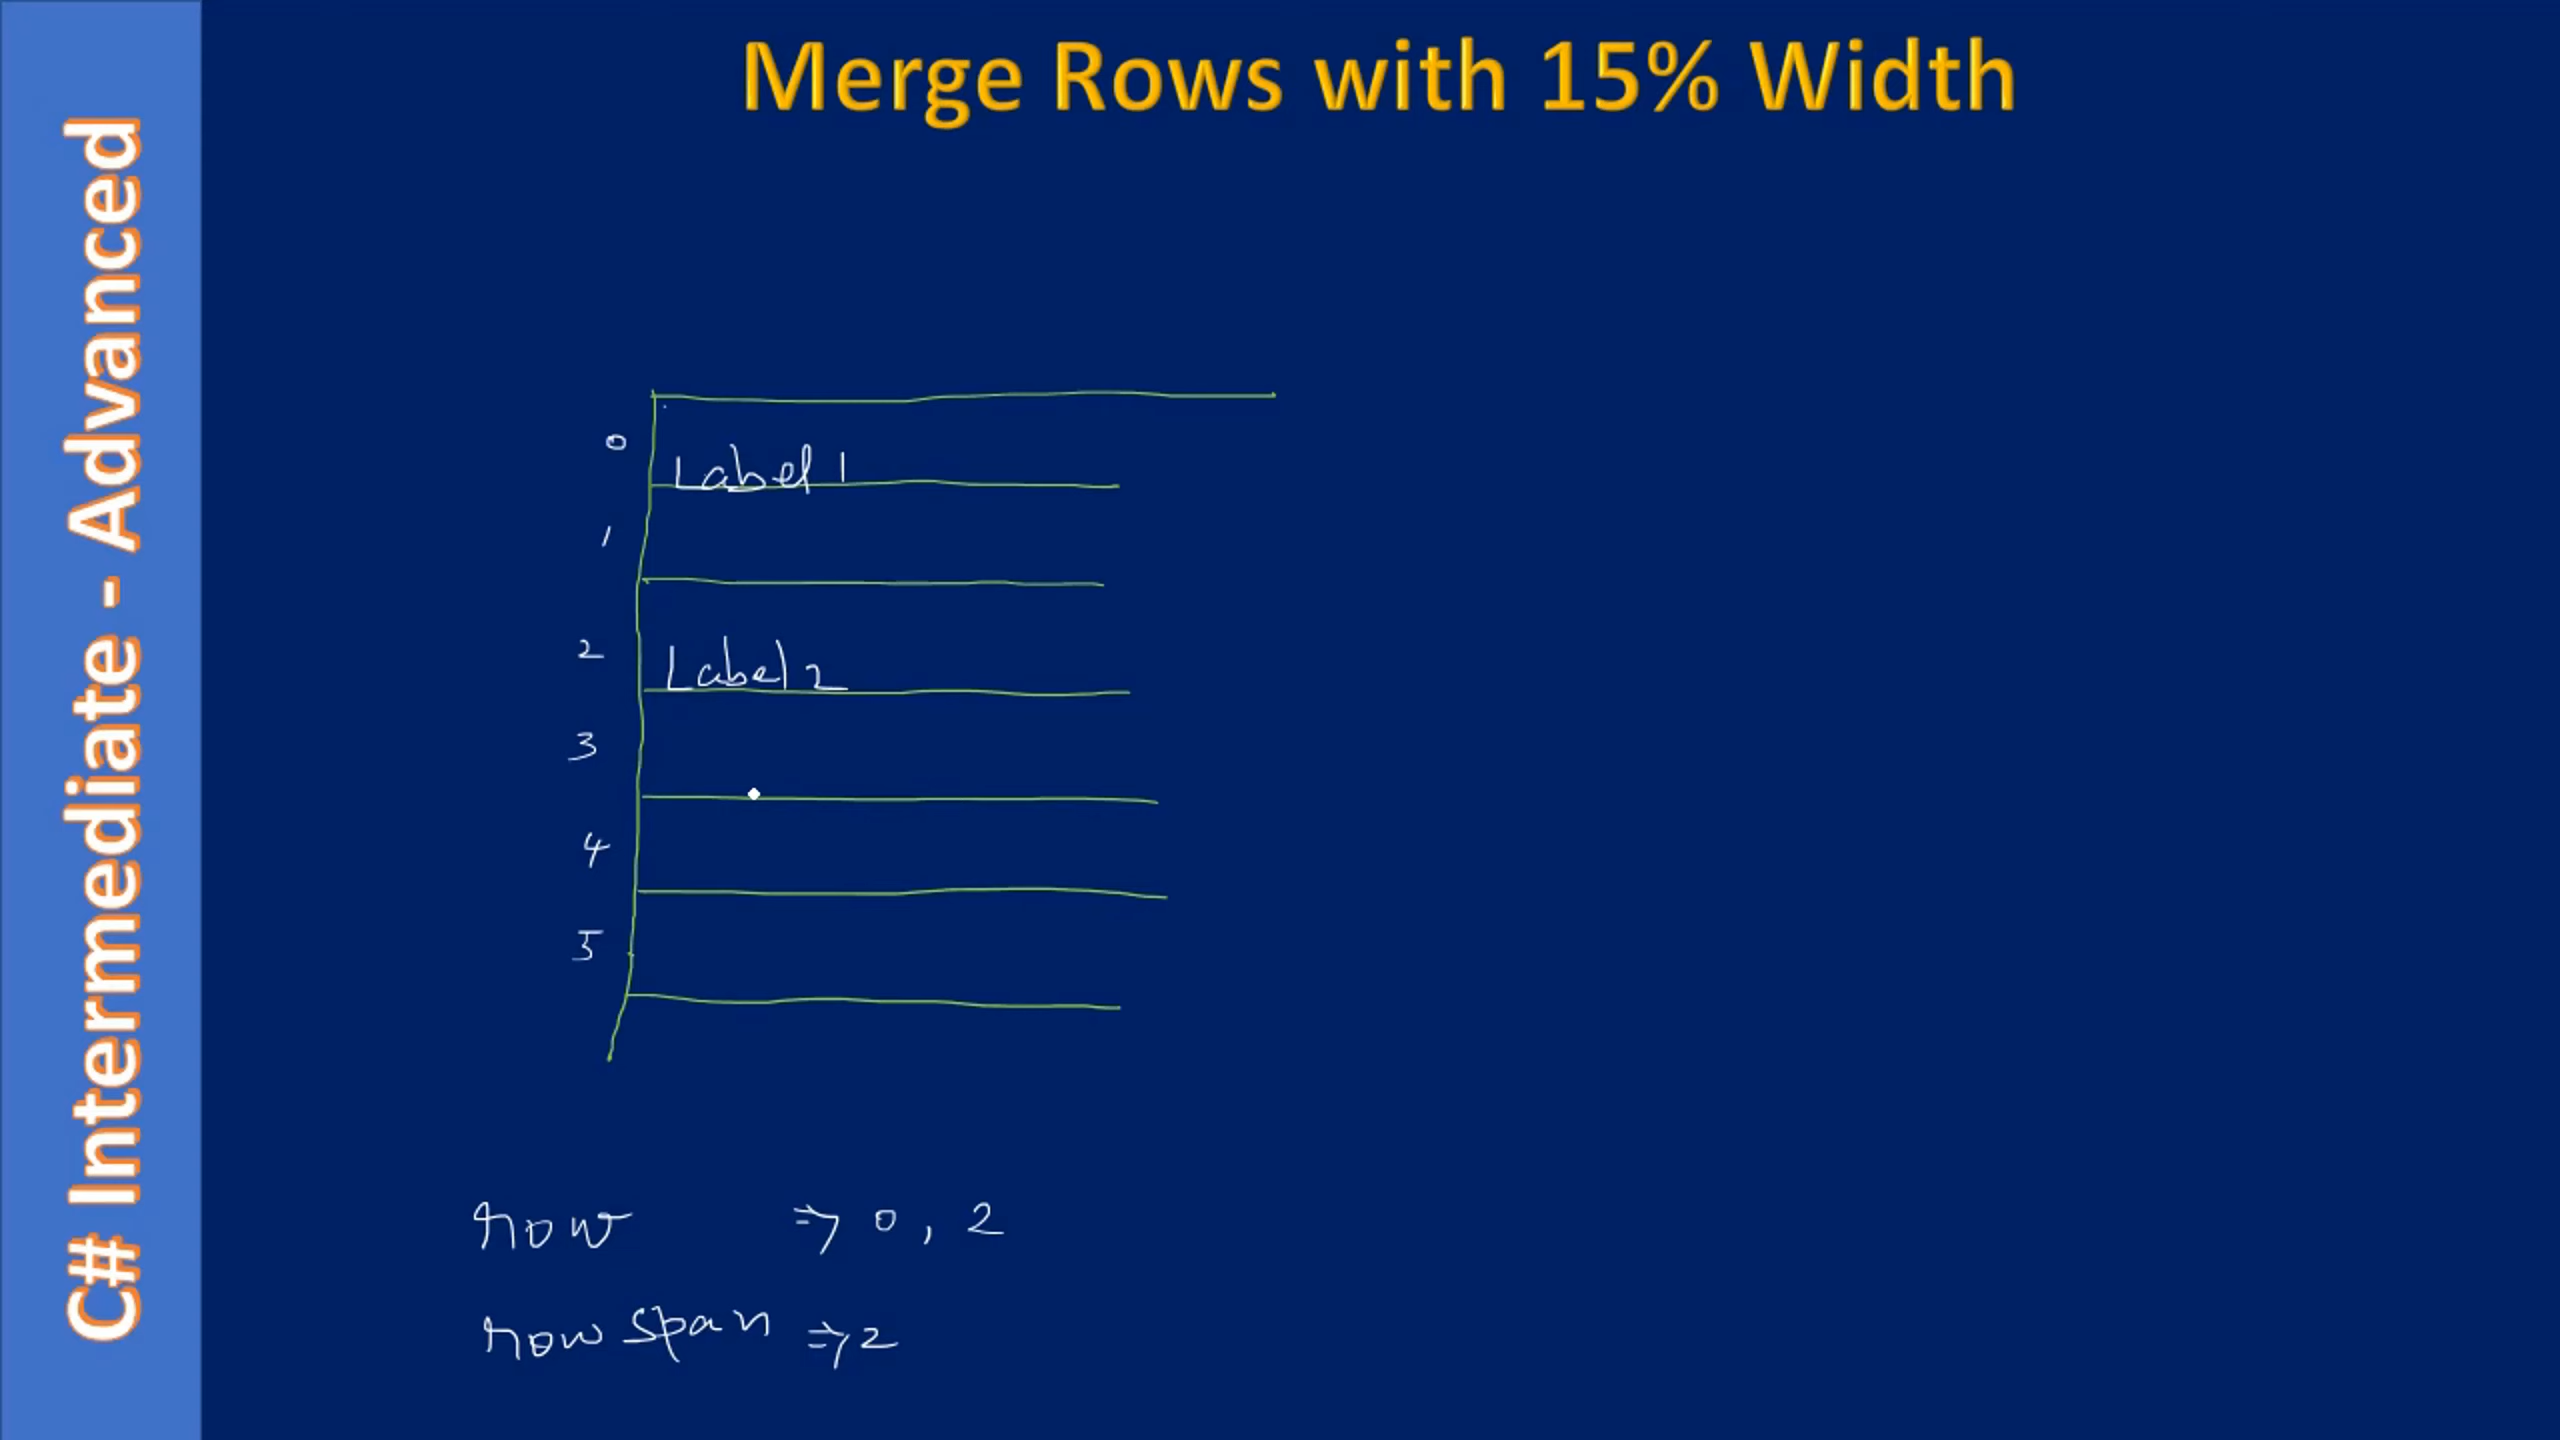 Merge Rows with 15% Width
C# Intermediate - Advanced
0
Label 1
1
2
Label 2
3
4
5
row => 0, 2
row span => 2